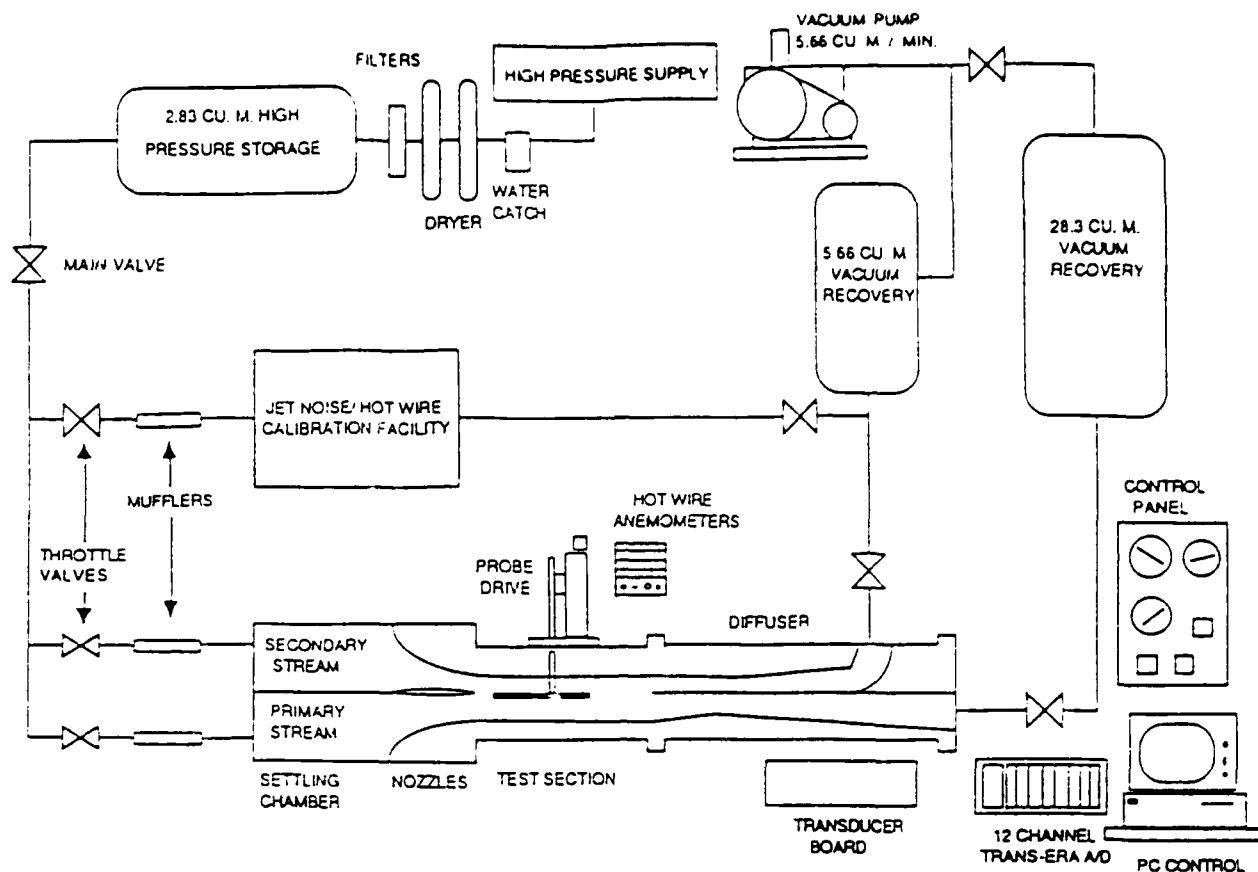 VACUUM PUMP
5.66 CU. M / MIN.
FILTERS
HIGH PRESSURE SUPPLY
2.83 CU. M. HIGH
PRESSURE STORAGE
WATER
CATCH
DRYER
MAIN VALVE
5.66 CU. M
VACUUM
RECOVERY
28.3 CU. M.
VACUUM
RECOVERY
JET NOISE/ HOT WIRE
CALIBRATION FACILITY
MUFFLERS
THROTTLE
VALVES
HOT WIRE
ANEMOMETERS
PROBE
DRIVE
CONTROL
PANEL
DIFFUSER
SECONDARY
STREAM
PRIMARY
STREAM
SETTLING
CHAMBER
NOZZLES
TEST SECTION
TRANSDUCER
BOARD
12 CHANNEL
TRANS-ERA A/D
PC CONTROL